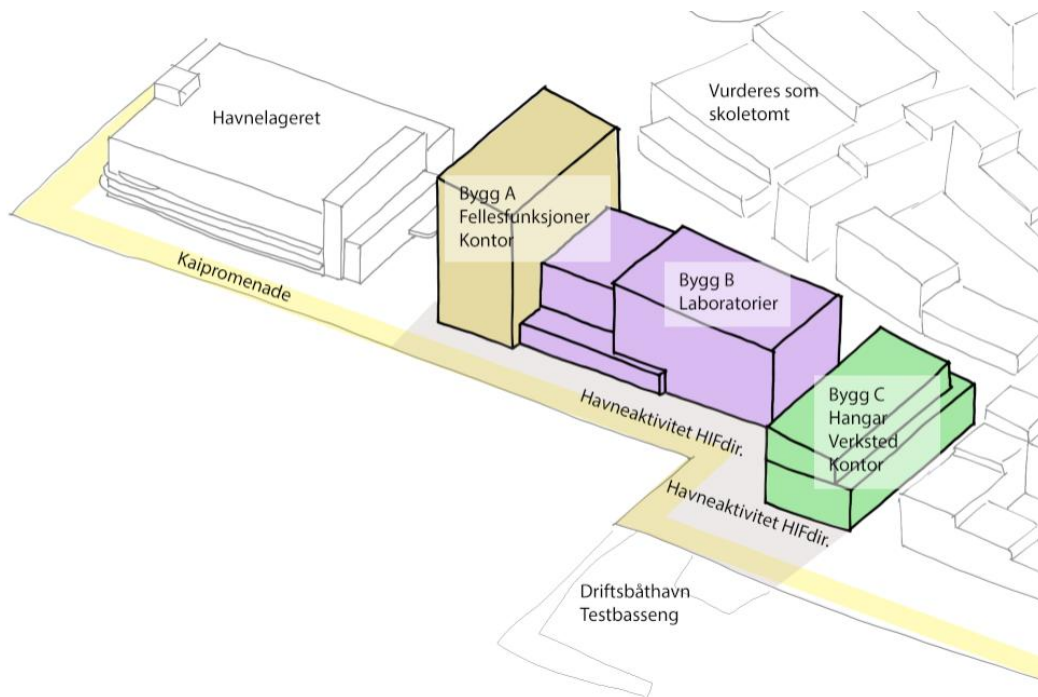 Havnelageret
Vurderes som
skoletomt
Bygg A
Fellesfunksjoner
Kontor
Kaipromenade
Bygg B
Laboratorier
Bygg C
Hangar
Verksted
Kontor
Havneaktivitet HIFdir.
Havneaktivitet HIFdir.
Driftsbåthavn
Testbasseng